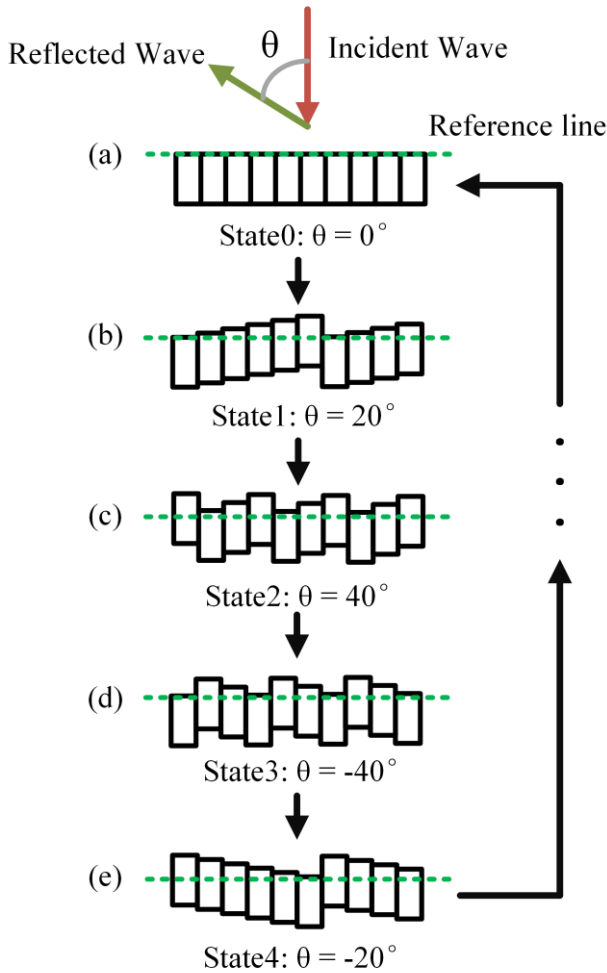 θ
Incident Wave
Reflected Wave
Reference line
(a)
State0: θ = 0°
(b)
State1: θ = 20°
(c)
State2: θ = 40°
(d)
State3: θ = -40°
(e)
State4: θ = -20°